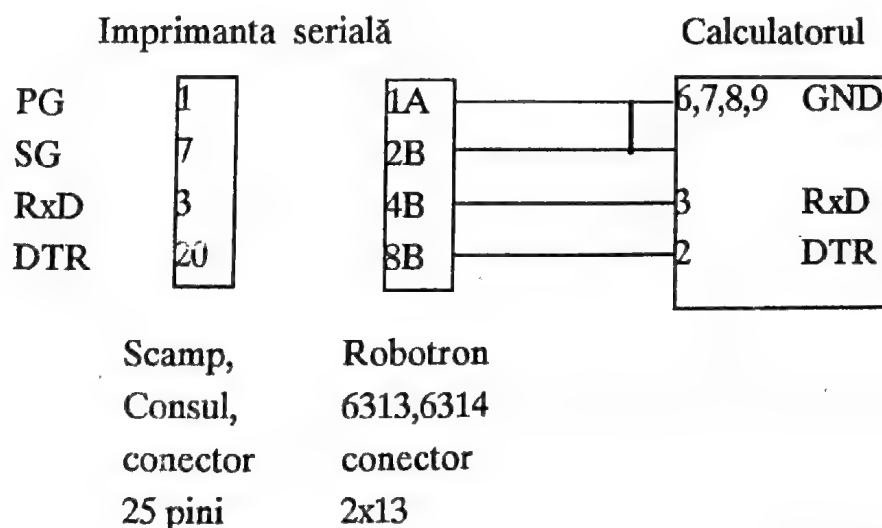 Imprimanta serială Calculatorul
PG 1 1A 6,7,8,9 GND
SG 7 2B
RxD 3 4B 3 RxD
DTR 20 8B 2 DTR
Scamp, Robotron
Consul, 6313,6314
conector conector
25 pini 2x13